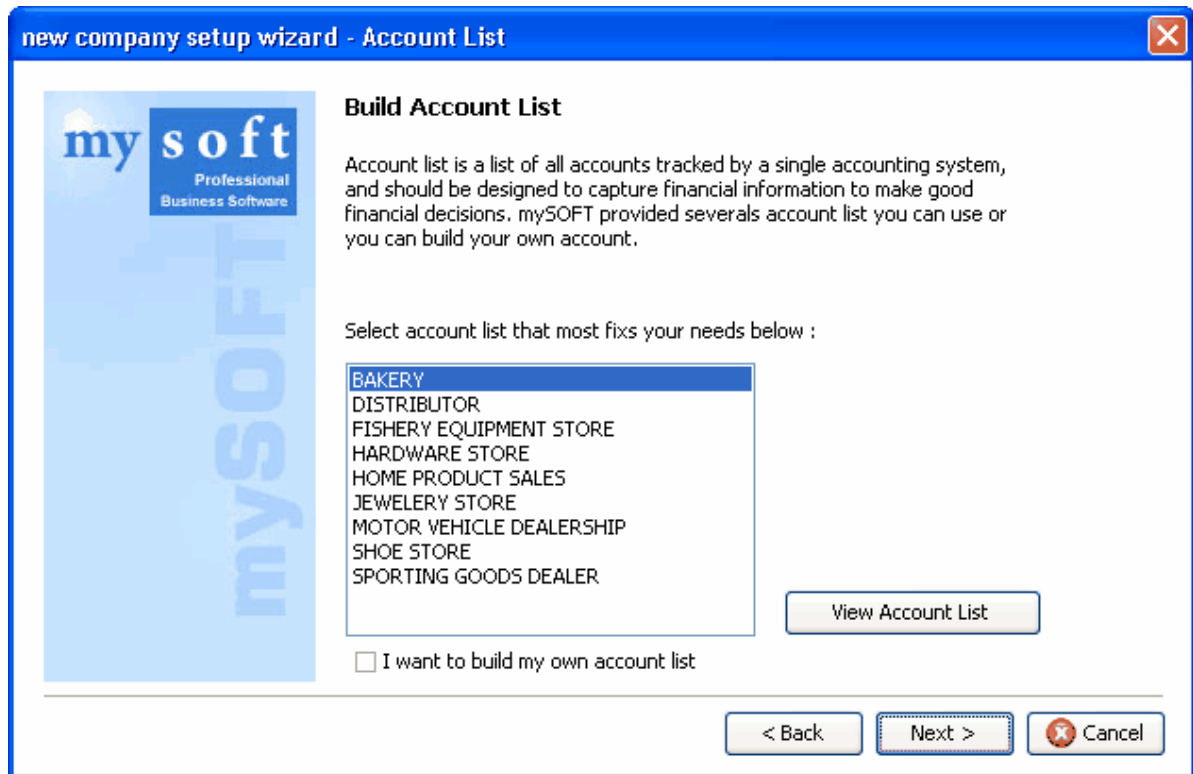 new company setup wizard - Account List
my soft
Professional
Business Software
mySOFT
Build Account List
Account list is a list of all accounts tracked by a single accounting system,
and should be designed to capture financial information to make good
financial decisions. mySOFT provided severals account list you can use or
you can build your own account.
Select account list that most fixs your needs below :
BAKERY
DISTRIBUTOR
FISHERY EQUIPMENT STORE
HARDWARE STORE
HOME PRODUCT SALES
JEWELERY STORE
MOTOR VEHICLE DEALERSHIP
SHOE STORE
SPORTING GOODS DEALER
View Account List
I want to build my own account list
< Back
Next >
Cancel